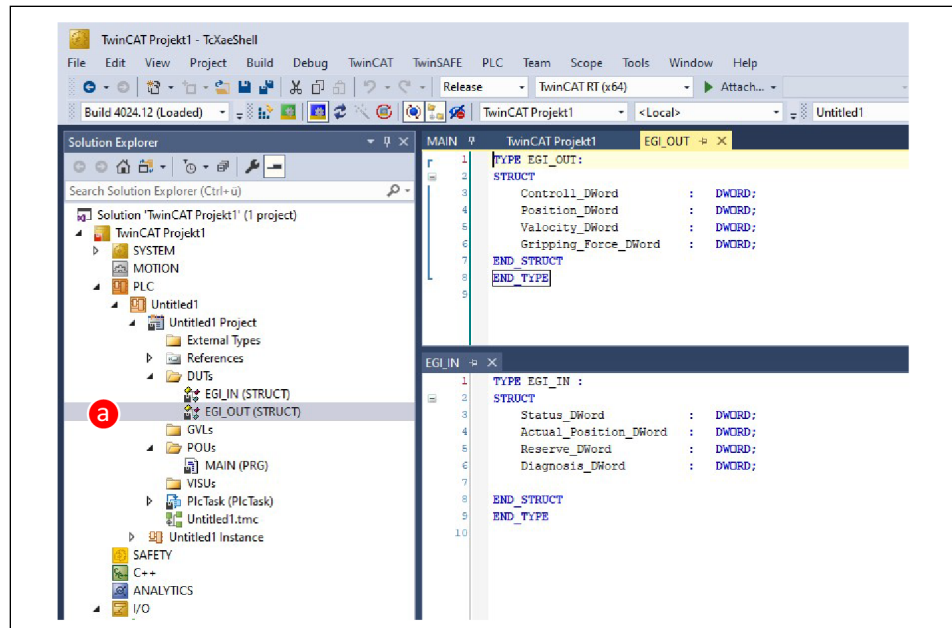 TwinCAT Projekt1 - TcXaeShell
File Edit View Project Build Debug TwinCAT TwinSAFE PLC Team Scope Tools Window Help
Release TwinCAT RT (x64) Attach...
Build 4024.12 (Loaded) TwinCAT Projekt1 <Local> Untitled1
Solution Explorer
Search Solution Explorer (Ctrl+ü)
Solution 'TwinCAT Projekt1' (1 project)
TwinCAT Projekt1
SYSTEM
MOTION
PLC
Untitled1
Untitled1 Project
External Types
References
DUTs
EGI_IN (STRUCT)
a EGI_OUT (STRUCT)
GVLs
POUs
MAIN (PRG)
VISUs
PlcTask (PlcTask)
Untitled1.tmc
Untitled1 Instance
SAFETY
C++
ANALYTICS
I/O
MAIN TwinCAT Projekt1 EGI_OUT
1 TYPE EGI_OUT:
2 STRUCT
3 Controll_DWord : DWORD;
4 Position_DWord : DWORD;
5 Valocity_DWord : DWORD;
6 Gripping_Force_DWord : DWORD;
7 END_STRUCT
8 END_TYPE
9
EGI_IN
1 TYPE EGI_IN :
2 STRUCT
3 Status_DWord : DWORD;
4 Actual_Position_DWord : DWORD;
5 Reserve_DWord : DWORD;
6 Diagnosis_DWord : DWORD;
7
8 END_STRUCT
9 END_TYPE
10